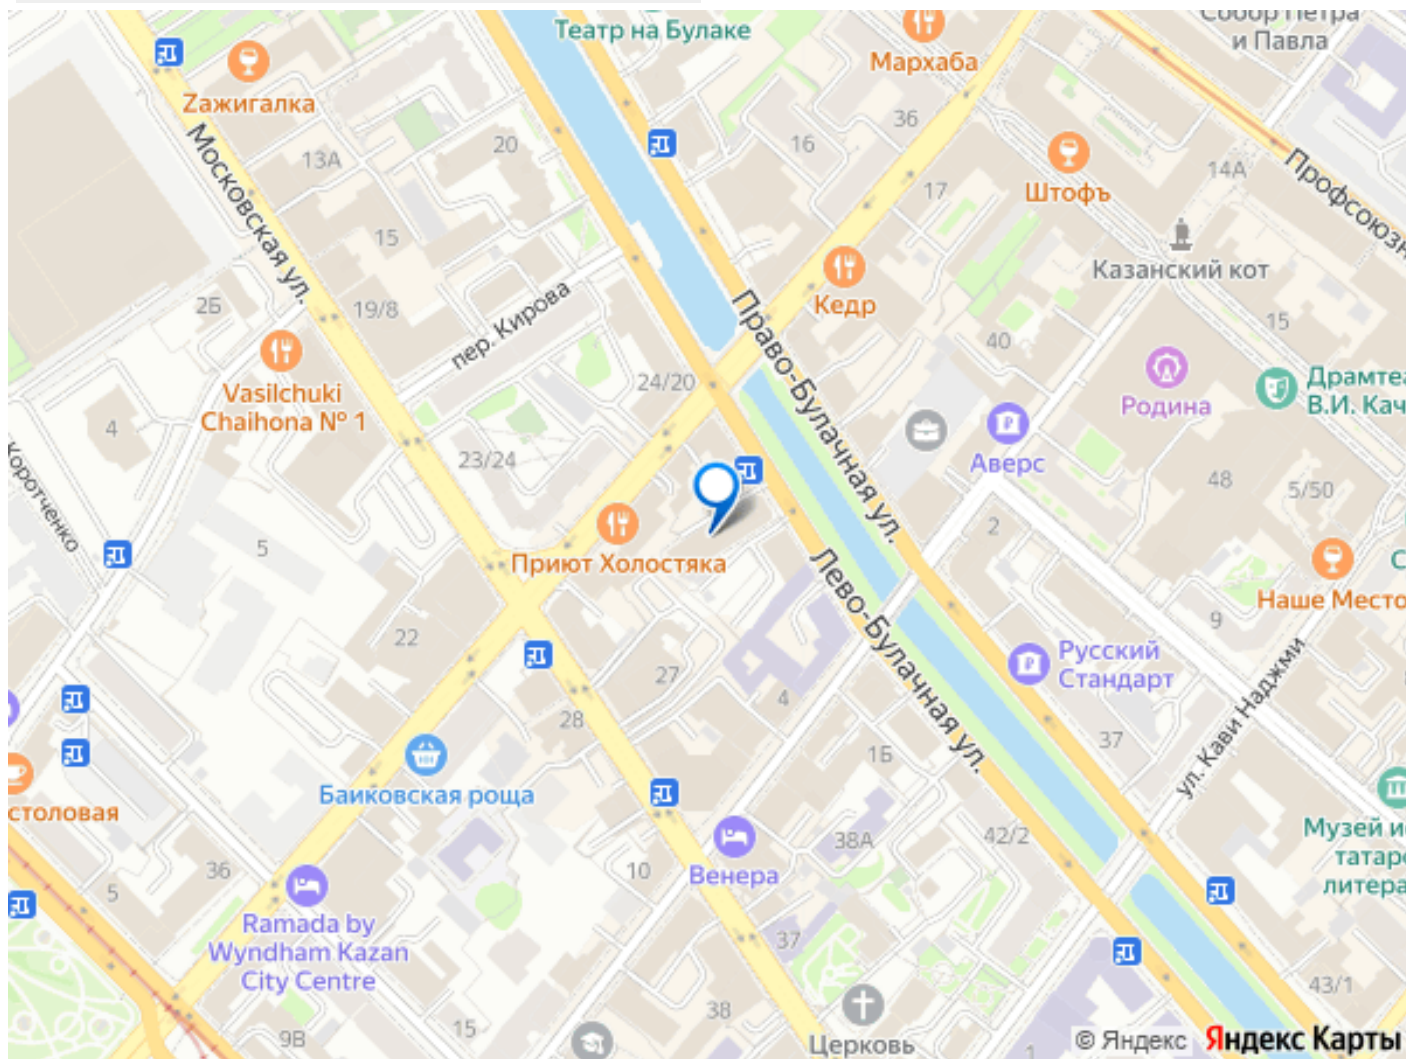 Собор Петра
и Павла
Театр на Булаке
Мархаба
Zажигалка
36
16
20
13А
Штофъ
14А
Профсоюзн
Московская ул.
17
15
Казанский кот
2Б
19/8
пер. Кирова
Кедр
Право-Булачная ул.
15
40
24/20
Vasilchuki
Chaihona № 1
Драмтеа
В.И. Кач
Родина
4
23/24
Аверс
48
5/50
Коротченко
5
2
Приют Холостяка
Наше Место
С
Лево-Булачная ул.
9
22
27
Русский
Стандарт
4
28
37
ул. Кави Наджми
1Б
Баиковская роща
столовая
38А
42/2
Музей и
татар
литера
36
10
Венера
5
Ramada by
Wyndham Kazan
City Centre
37
43/1
38
15
9В
Церковь
1
© Яндекс Яндекс Карты